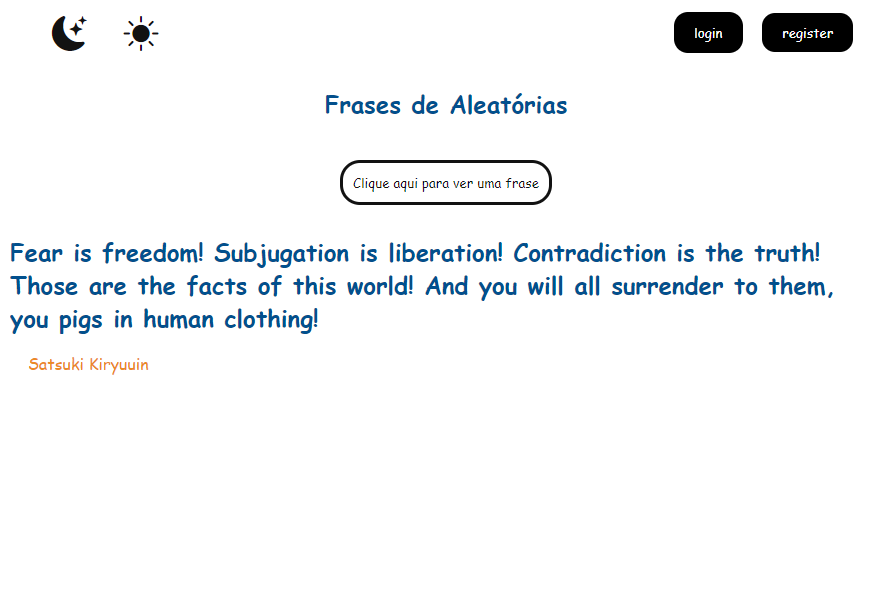 login
register
Frases de Aleatórias
Clique aqui para ver uma frase
Fear is freedom! Subjugation is liberation! Contradiction is the truth!
Those are the facts of this world! And you will all surrender to them,
you pigs in human clothing!
Satsuki Kiryuuin